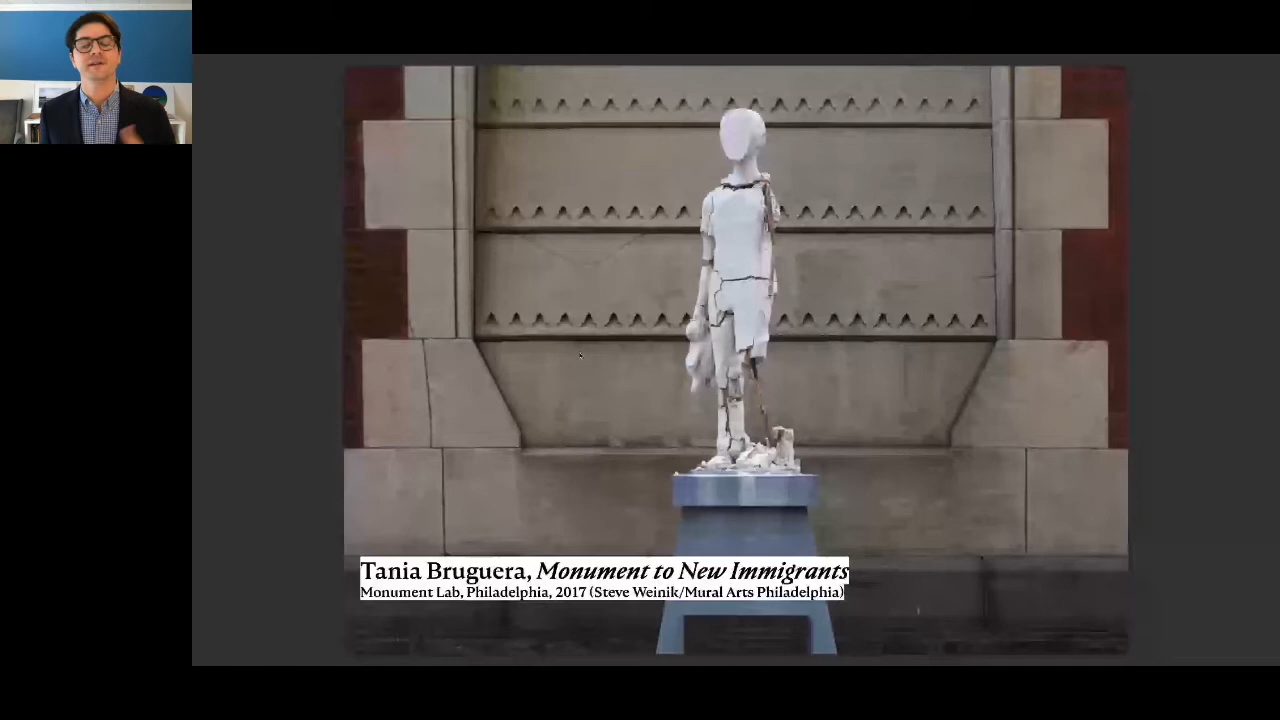 Tania Bruguera, Monument to New Immigrants
Monument Lab, Philadelphia, 2017 (Steve Weinik/Mural Arts Philadelphia)